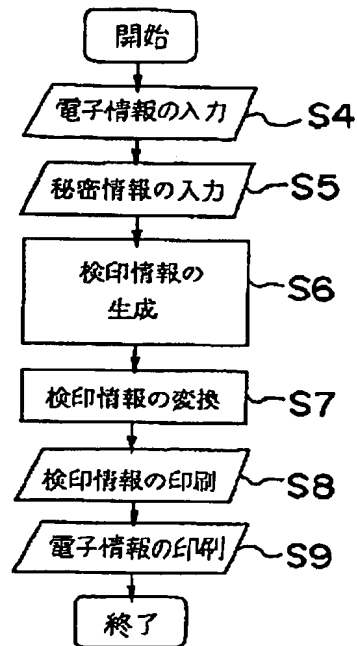 開始
電子情報の入力 S4
秘密情報の入力 S5
検印情報の
生成 S6
検印情報の変換 S7
検印情報の印刷 S8
電子情報の印刷 S9
終了